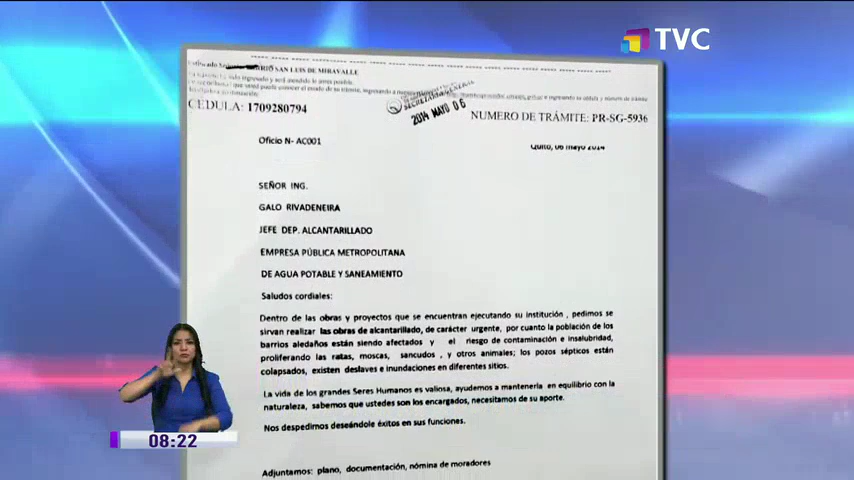 TVC
BARRIO SAN LUIS DE MIRAVALLE
CEDULA: 1709280794
SECRETARIA GENERAL
2014 MAYO 06
NUMERO DE TRÁMITE: PR-SG-5936
Oficio N- AC001
Quito, 06 mayo 2014
SEÑOR ING.
GALO RIVADENEIRA
JEFE DEP. ALCANTARILLADO
EMPRESA PÚBLICA METROPOLITANA
DE AGUA POTABLE Y SANEAMIENTO
Saludos cordiales:
Dentro de las obras y proyectos que se encuentran ejecutando su institución , pedimos se
sirvan realizar las obras de alcantarillado, de carácter urgente, por cuanto la población de los
barrios aledaños están siendo afectados y el riesgo de contaminación e insalubridad,
proliferando las ratas, moscas, sancudos , y otros animales; los pozos sépticos están
colapsados, existen deslaves e inundaciones en diferentes sitios.
La vida de los grandes Seres Humanos es valiosa, ayudemos a mantenerla en equilibrio con la
naturaleza, sabemos que ustedes son los encargados, necesitamos de su aporte.
Nos despedimos deseándole éxitos en sus funciones.
08:22
Adjuntamos: plano, documentación, nómina de moradores